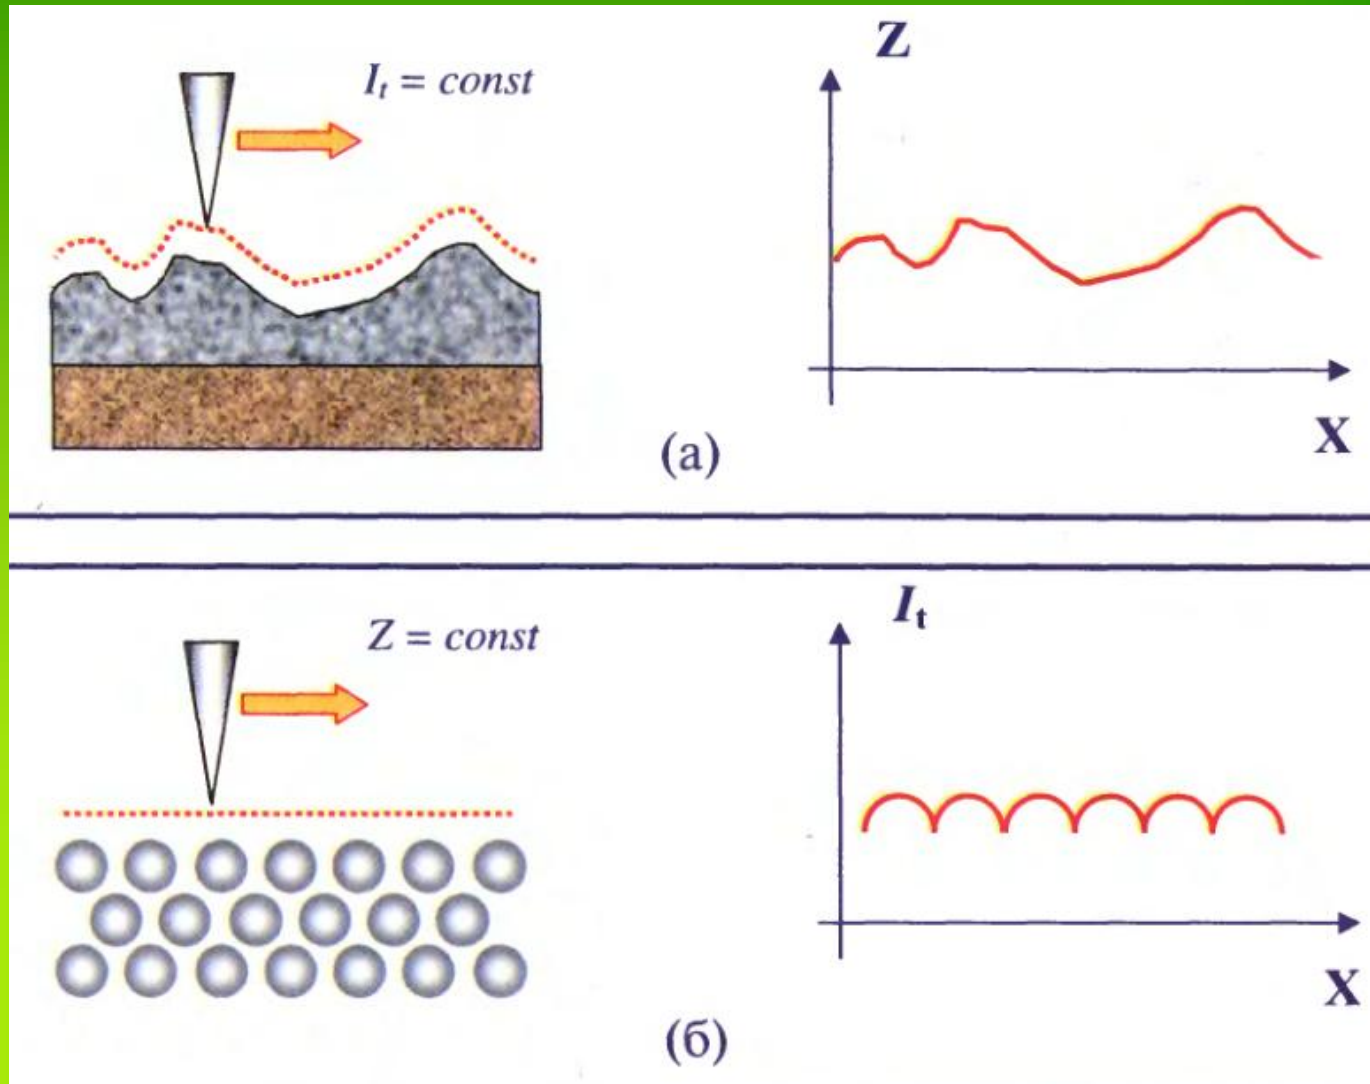 I_t = const
Z
X
(а)
Z = const
I_t
X
(б)